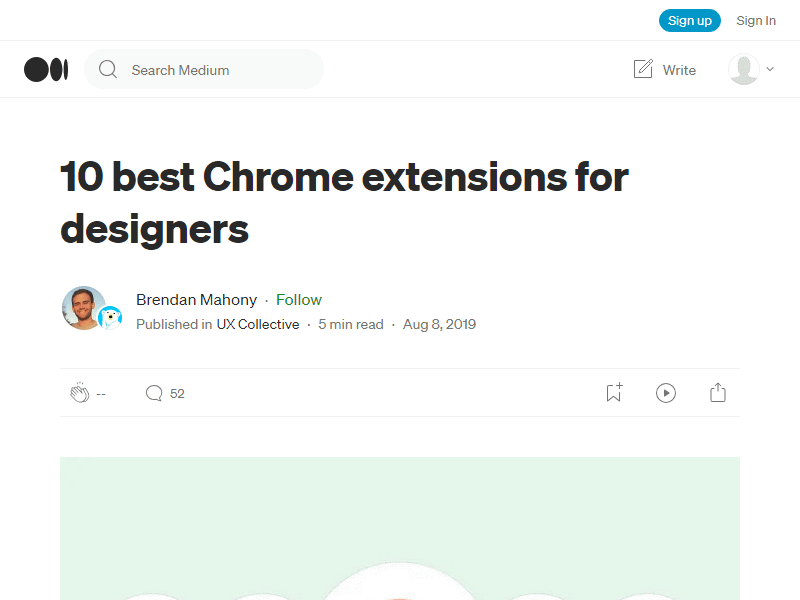 Sign up Sign In
Search Medium Write
10 best Chrome extensions for
designers
Brendan Mahony · Follow
Published in UX Collective · 5 min read · Aug 8, 2019
-- 52